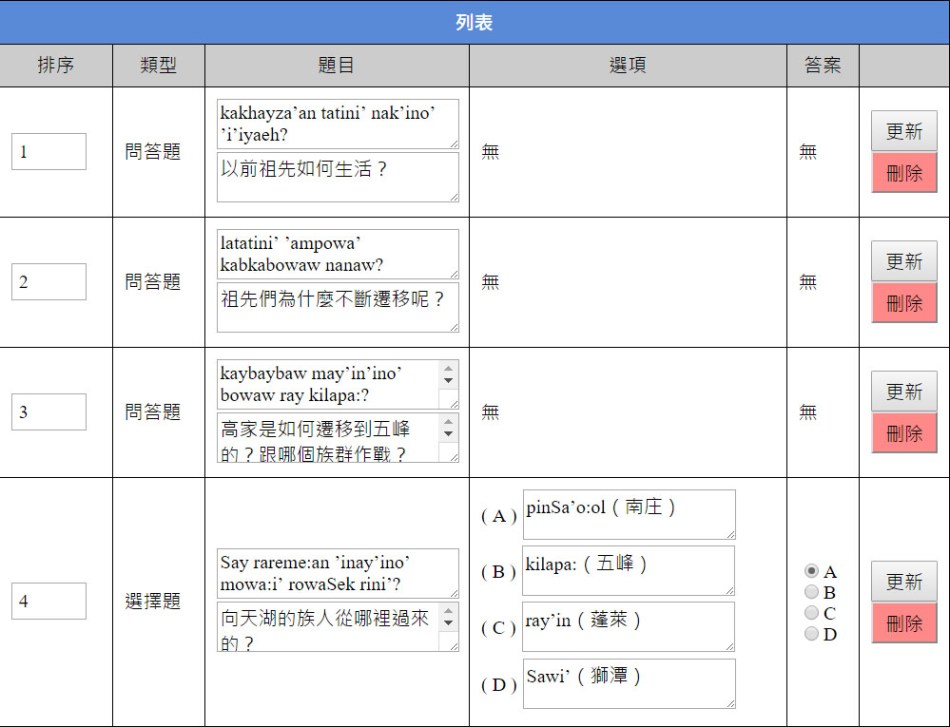 列表
排序 類型 題目 選項 答案
1 問答題 kakhayza’an tatini’ nak’ino’
’i’iyaeh?
以前祖先如何生活？
無 無 更新
刪除
2 問答題 latatini’ ’ampowa’
kabkabowaw nanaw?
祖先們為什麼不斷遷移呢？
無 無 更新
刪除
3 問答題 kaybaybaw may’in’ino’
bowaw ray kilapa:?
高家是如何遷移到五峰
的？跟哪個族群作戰？
無 無 更新
刪除
4 選擇題 Say rareme:an ’inay’ino’
mowa:i’ rowaSek rini’?
向天湖的族人從哪裡過來
的？
( A ) pinSa’o:ol（南庄）
( B ) kilapa:（五峰）
( C ) ray’in（蓬萊）
( D ) Sawi’（獅潭）
A
B
C
D
更新
刪除